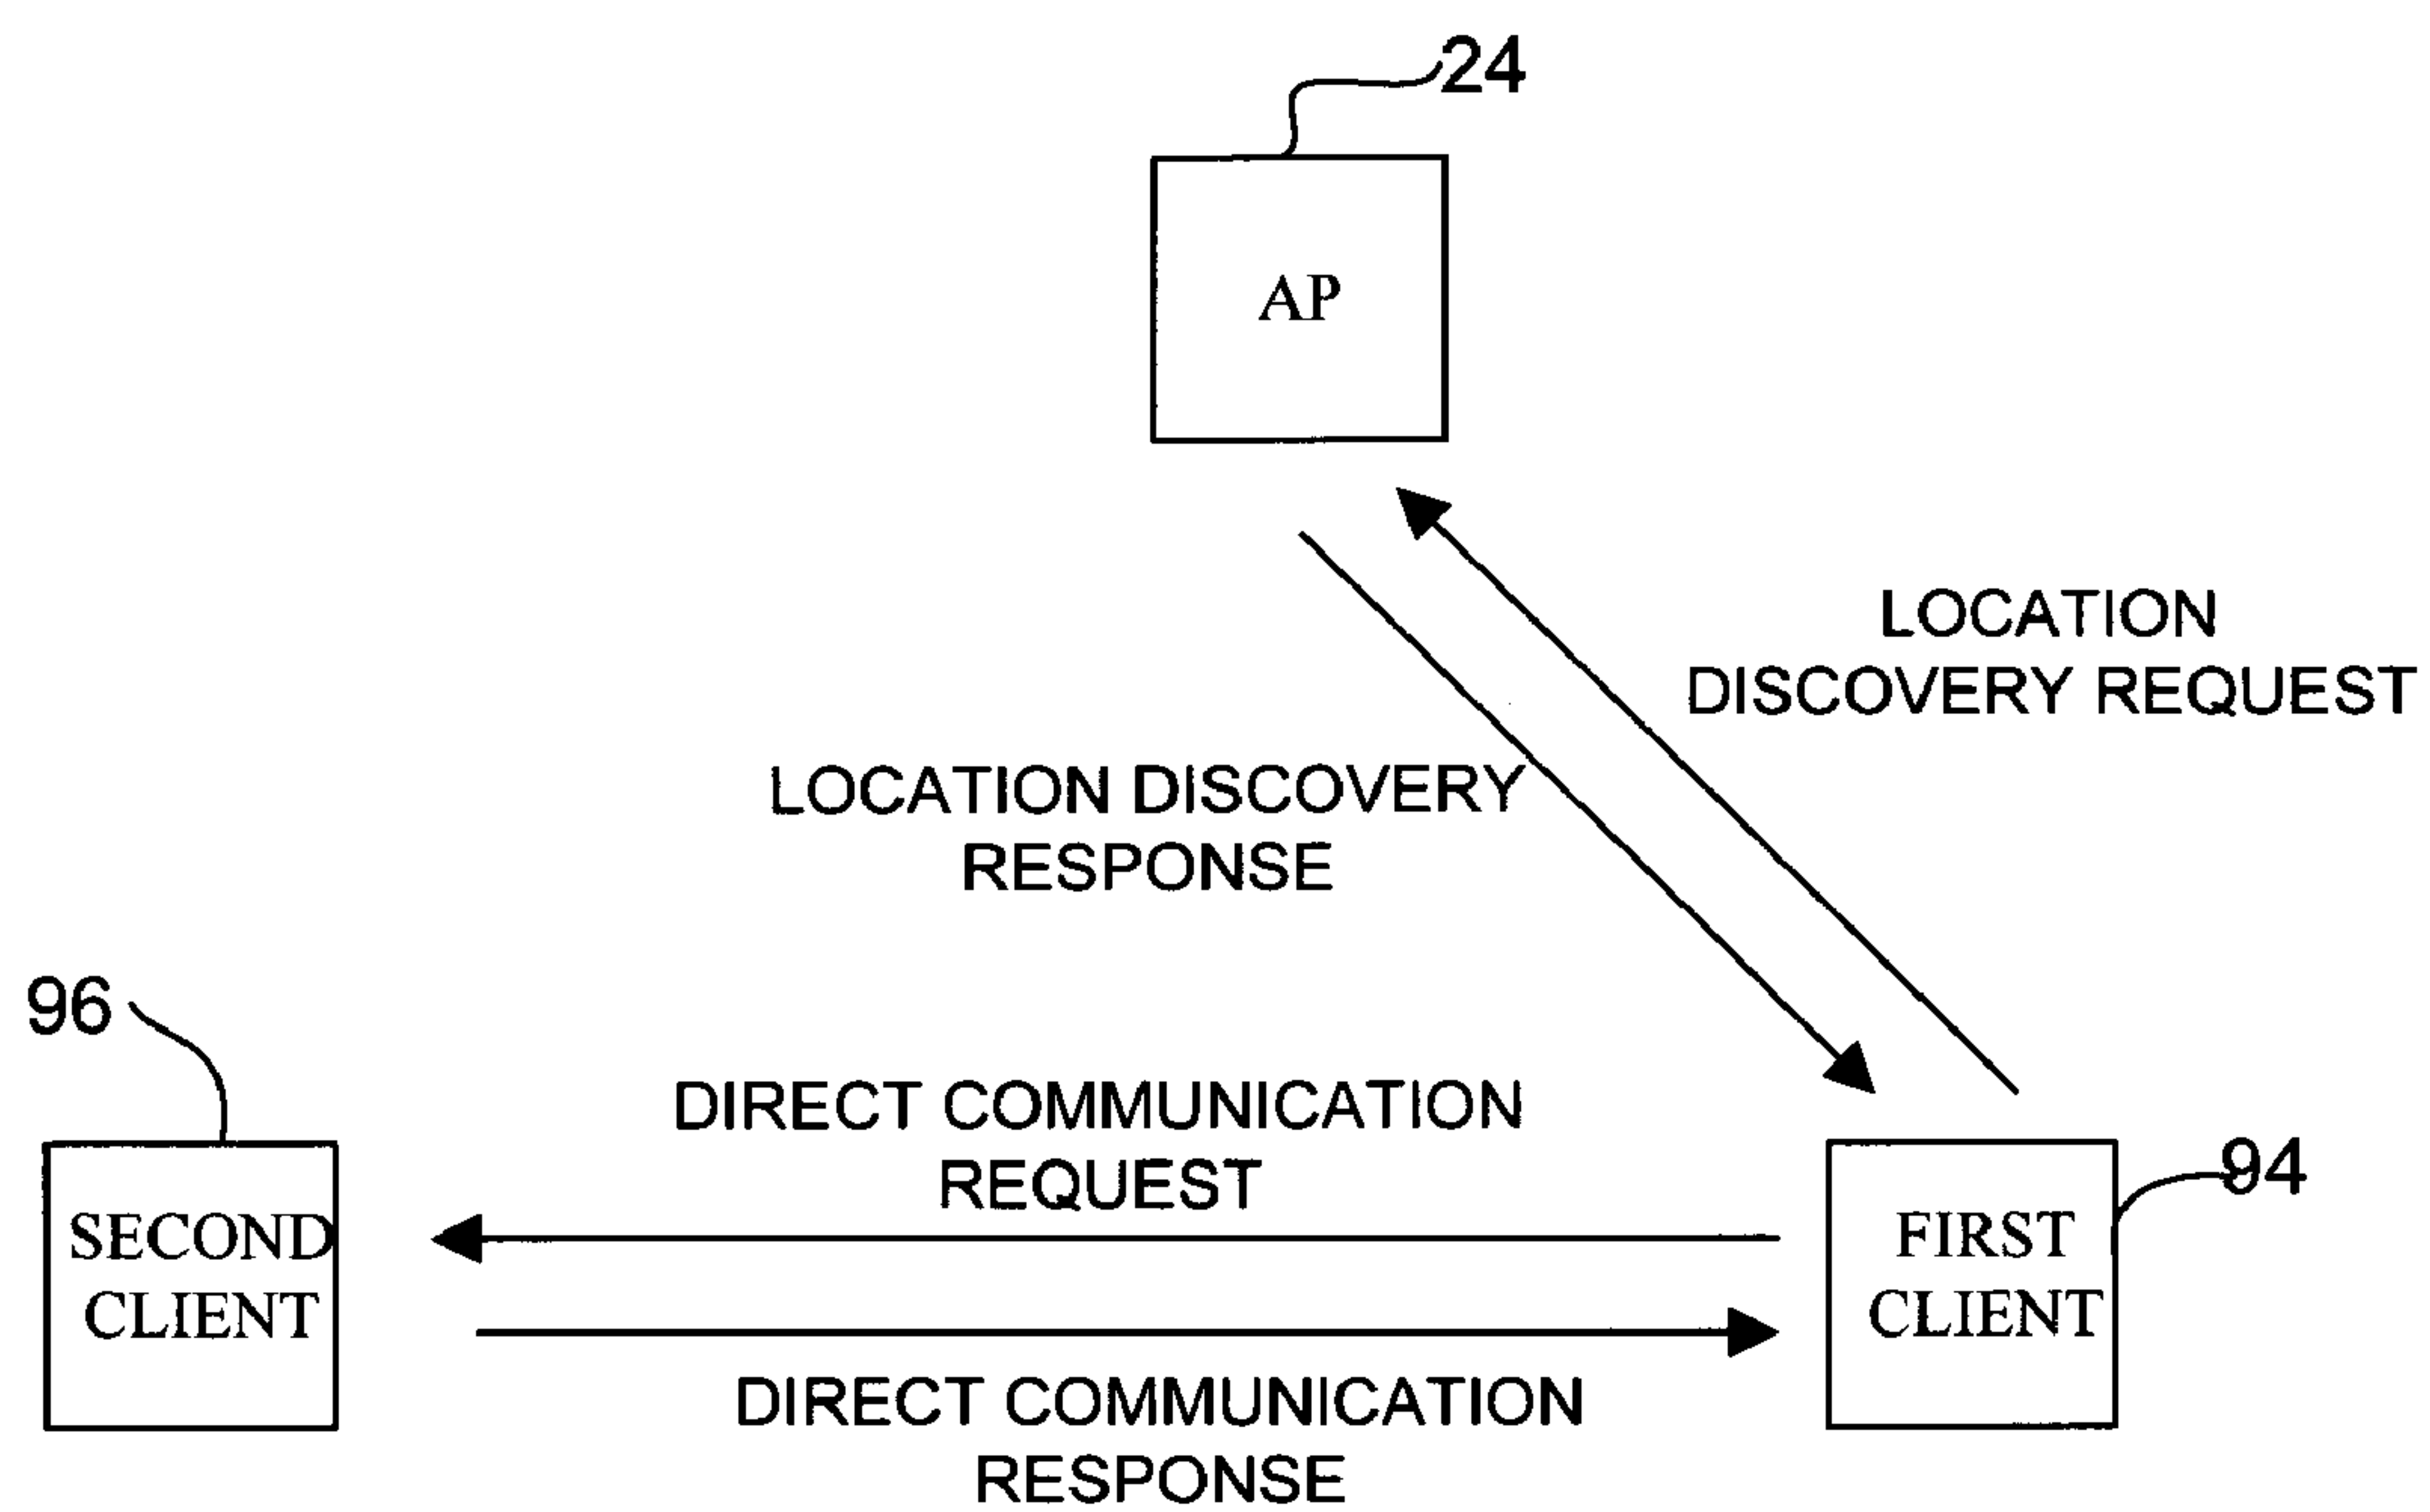 24
AP
LOCATION
DISCOVERY REQUEST
LOCATION DISCOVERY
RESPONSE
96
DIRECT COMMUNICATION
REQUEST
94
SECOND
CLIENT
FIRST
CLIENT
DIRECT COMMUNICATION
RESPONSE